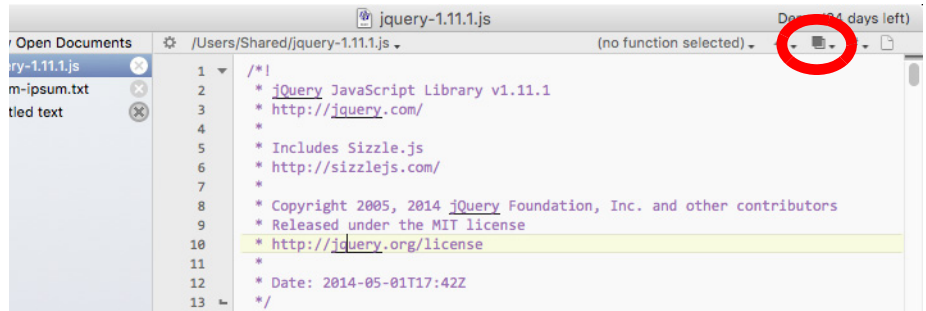 jquery-1.11.1.js
days left)
Open Documents
/Users/Shared/jquery-1.11.1.js
(no function selected)
ry-1.11.1.js
m-ipsum.txt
tled text
1 /*!
2 * jQuery JavaScript Library v1.11.1
3 * http://jquery.com/
4 *
5 * Includes Sizzle.js
6 * http://sizzlejs.com/
7 *
8 * Copyright 2005, 2014 jQuery Foundation, Inc. and other contributors
9 * Released under the MIT license
10 * http://jquery.org/license
11 *
12 * Date: 2014-05-01T17:42Z
13 */